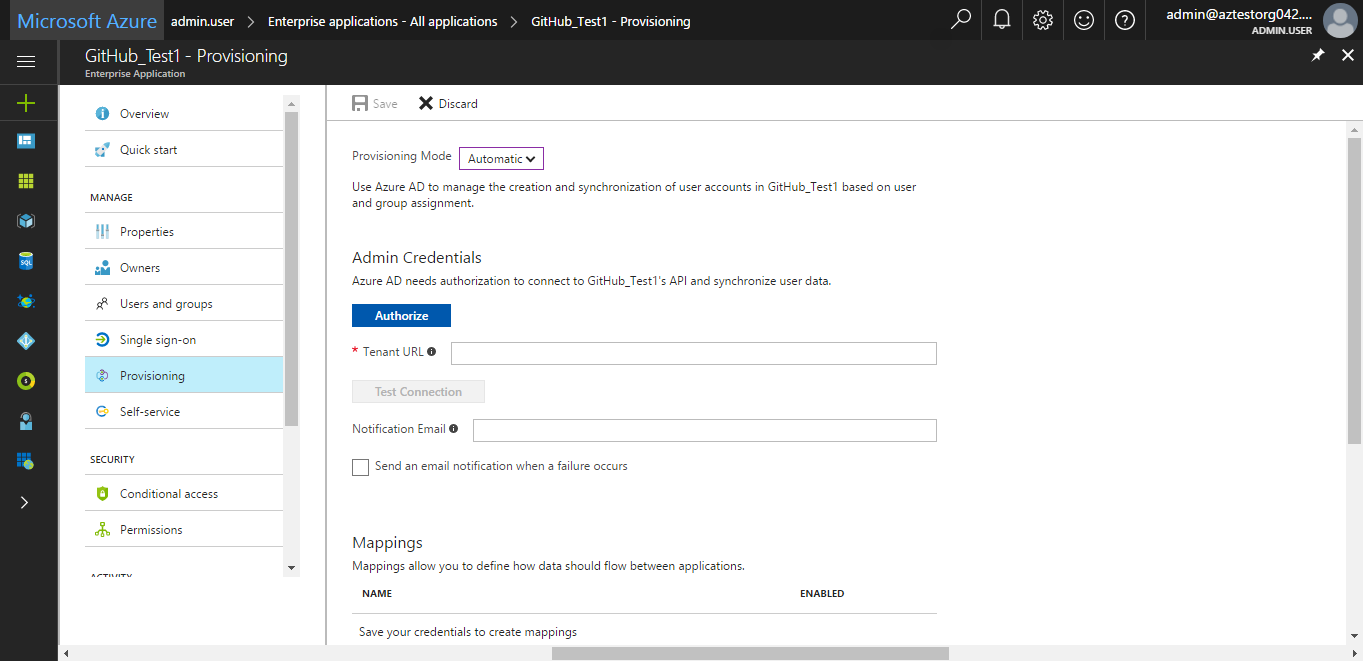 Microsoft Azure admin.user > Enterprise applications - All applications > GitHub_Test1 - Provisioning
admin@aztestorg042....
ADMIN.USER
GitHub_Test1 - Provisioning
Enterprise Application
Overview
Quick start
MANAGE
Properties
Owners
Users and groups
Single sign-on
Provisioning
Self-service
SECURITY
Conditional access
Permissions
ACTIVITY
SQL
Save Discard
Provisioning Mode Automatic
Use Azure AD to manage the creation and synchronization of user accounts in GitHub_Test1 based on user
and group assignment.
Admin Credentials
Azure AD needs authorization to connect to GitHub_Test1's API and synchronize user data.
Authorize
* Tenant URL
Test Connection
Notification Email
Send an email notification when a failure occurs
Mappings
Mappings allow you to define how data should flow between applications.
NAME ENABLED
Save your credentials to create mappings